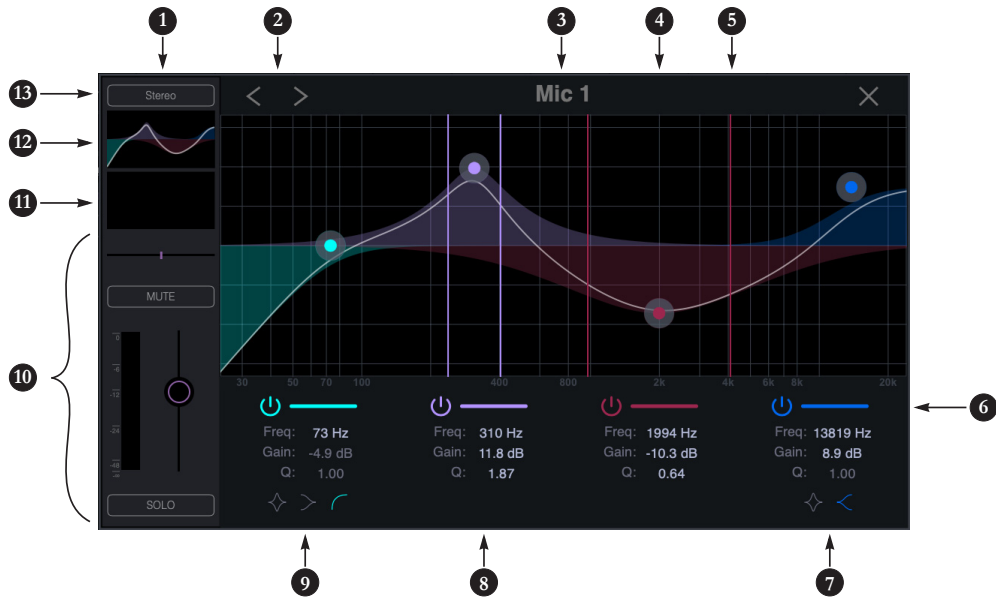 1 2 3 4 5
13 Stereo
Mic 1
12
11
MUTE
10
0
-6
-12
-24
-48
-∞
SOLO
30 50 70 100 400 800 2k 4k 6k 8k 20k
6
Freq: 73 Hz
Gain: -4.9 dB
Q: 1.00
Freq: 310 Hz
Gain: 11.8 dB
Q: 1.87
Freq: 1994 Hz
Gain: -10.3 dB
Q: 0.64
Freq: 13819 Hz
Gain: 8.9 dB
Q: 1.00
9 8 7